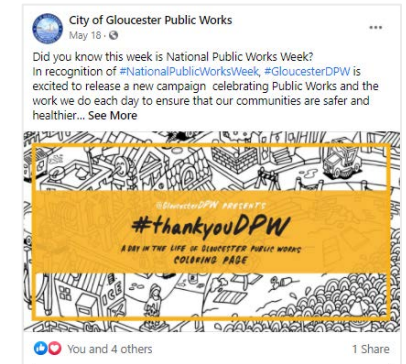 City of Gloucester Public Works
May 18 ·
Did you know this week is National Public Works Week?
In recognition of #NationalPublicWorksWeek, #GloucesterDPW is
excited to release a new campaign celebrating Public Works and the
work we do each day to ensure that our communities are safer and
healthier... See More
@GloucesterDPW PRESENTS
#thankyouDPW
A DAY IN THE LIFE OF GLOUCESTER PUBLIC WORKS
COLORING PAGE
You and 4 others
1 Share